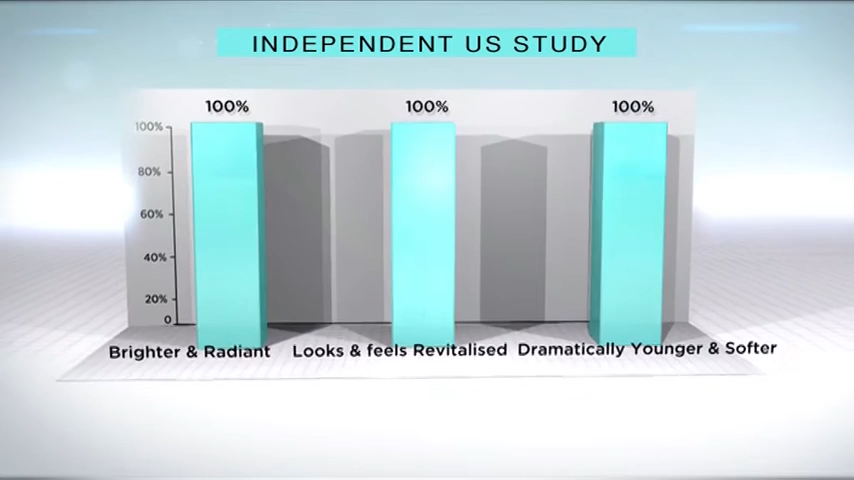 INDEPENDENT US STUDY
100% 100% 100%
100%
80%
60%
40%
20%
0
Brighter & Radiant Looks & feels Revitalised Dramatically Younger & Softer